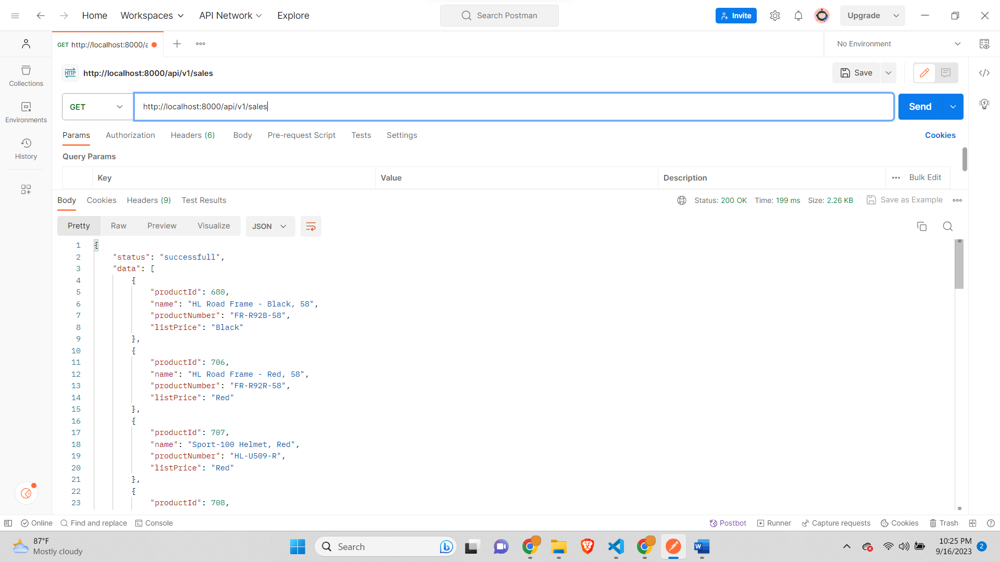 Home Workspaces API Network Explore Search Postman Invite Upgrade
GET http://localhost:8000/a No Environment
HTTP http://localhost:8000/api/v1/sales Save
GET http://localhost:8000/api/v1/sales Send
Params Authorization Headers (6) Body Pre-request Script Tests Settings Cookies
Query Params
Key Value Description Bulk Edit
Body Cookies Headers (9) Test Results Status: 200 OK Time: 199 ms Size: 2.26 KB Save as Example
Pretty Raw Preview Visualize JSON
Collections
Environments
History
1 {
2 "status": "successfull",
3 "data": [
4 {
5 "productId": 680,
6 "name": "HL Road Frame - Black, 58",
7 "productNumber": "FR-R92B-58",
8 "listPrice": "Black"
9 },
10 {
11 "productId": 706,
12 "name": "HL Road Frame - Red, 58",
13 "productNumber": "FR-R92R-58",
14 "listPrice": "Red"
15 },
16 {
17 "productId": 707,
18 "name": "Sport-100 Helmet, Red",
19 "productNumber": "HL-U509-R",
20 "listPrice": "Red"
21 },
22 {
23 "productId": 708,
Online Find and replace Console Postbot Runner Capture requests Cookies Trash
87°F
Mostly cloudy
Search
10:25 PM
9/16/2023
2